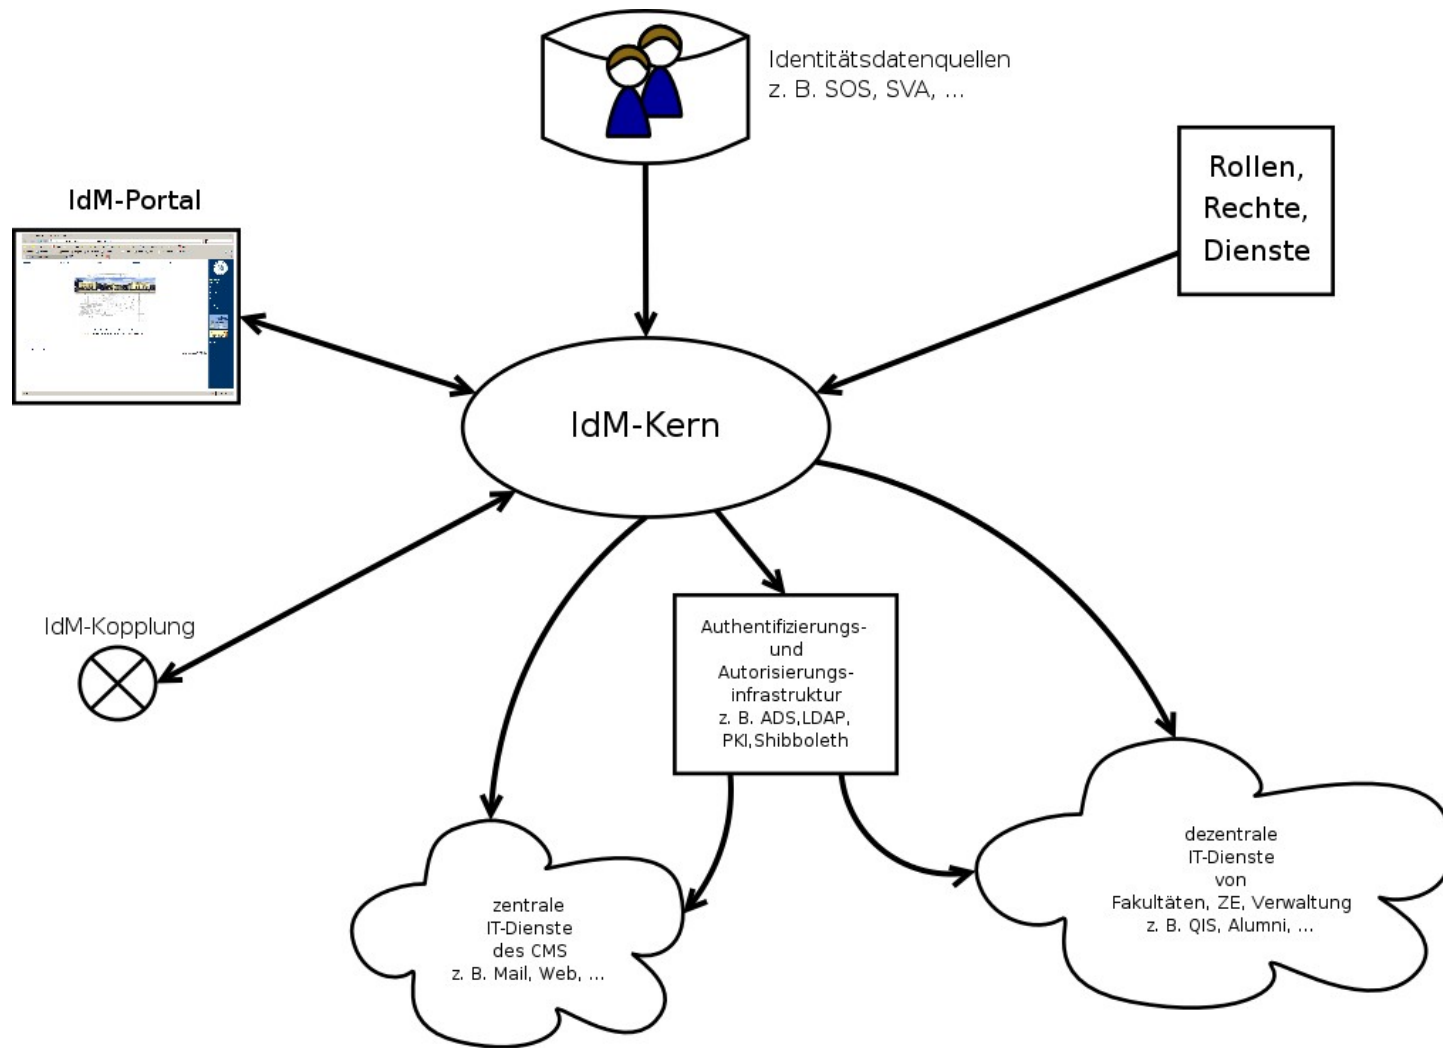 Identitätsdatenquellen
z. B. SOS, SVA, ...
Rollen,
Rechte,
Dienste
IdM-Portal
IdM-Kern
IdM-Kopplung
Authentifizierungs-
und
Autorisierungs-
infrastruktur
z. B. ADS,LDAP,
PKI,Shibboleth
zentrale
IT-Dienste
des CMS
z. B. Mail, Web, ...
dezentrale
IT-Dienste
von
Fakultäten, ZE, Verwaltung
z. B. QIS, Alumni, ...